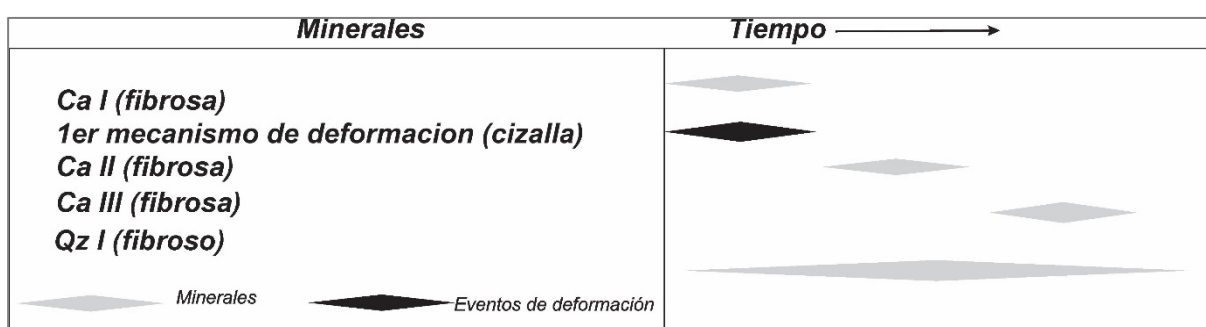 Minerales
Tiempo
Ca I (fibrosa)
1er mecanismo de deformacion (cizalla)
Ca II (fibrosa)
Ca III (fibrosa)
Qz I (fibroso)
Minerales
Eventos de deformación